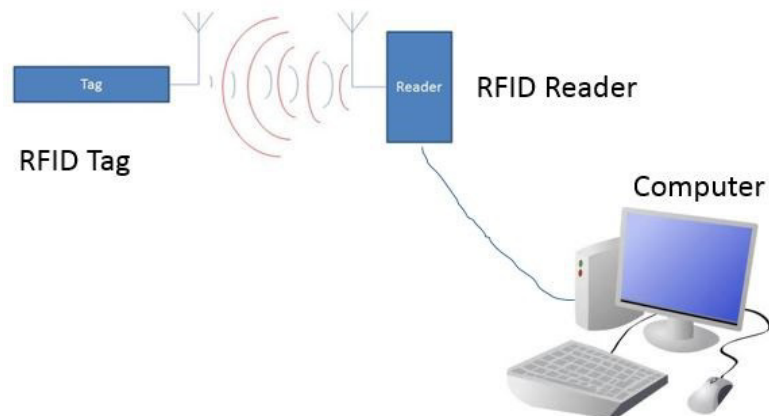 Tag
Reader
RFID Reader
RFID Tag
Computer